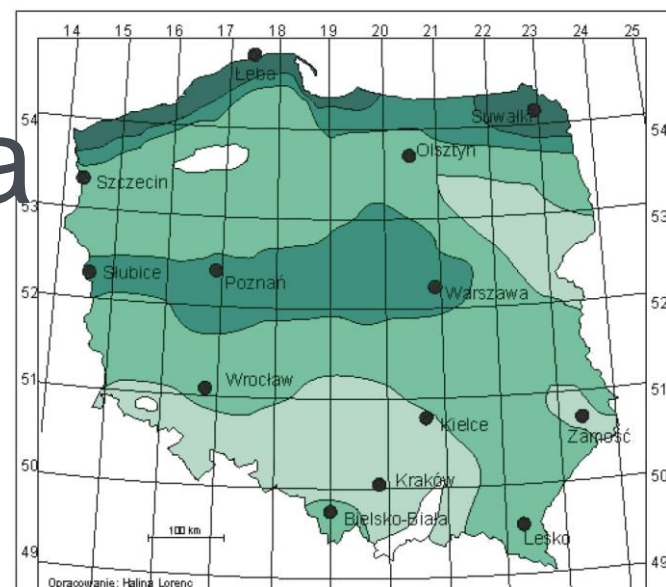 14 15 16 17 18 19 20 21 22 23 24 25
Łeba
54 Suwałki 54
Olsztyn
a
Szczecin
53 53
Słubice Poznań Warszawa
52 52
51 Wrocław 51
Kielce Zamość
50 Kraków 50
Bielsko-Biała Lesko
100 km
49 49
Opracowanie: Halina Lorenc